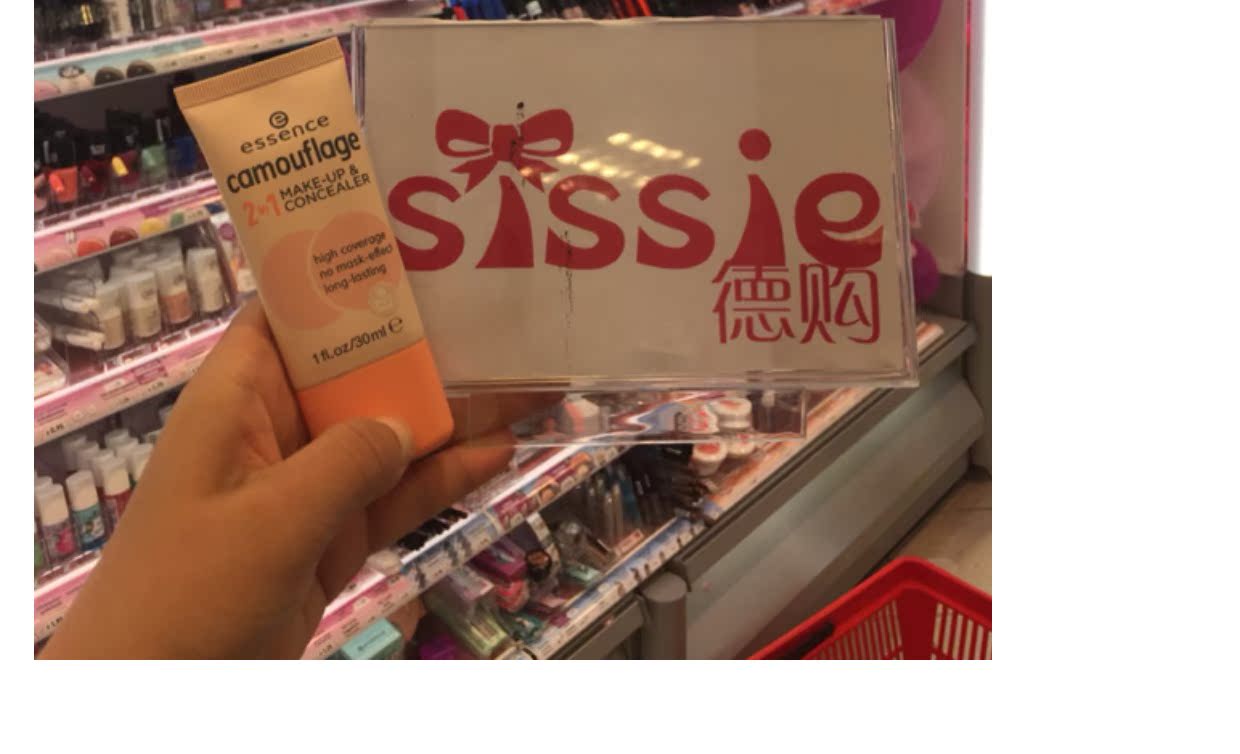 essence
camouflage
2in1 MAKE-UP &
CONCEALER
high coverage
no mask-effect
long-lasting
1 fl.oz/30ml e
sissie
德购